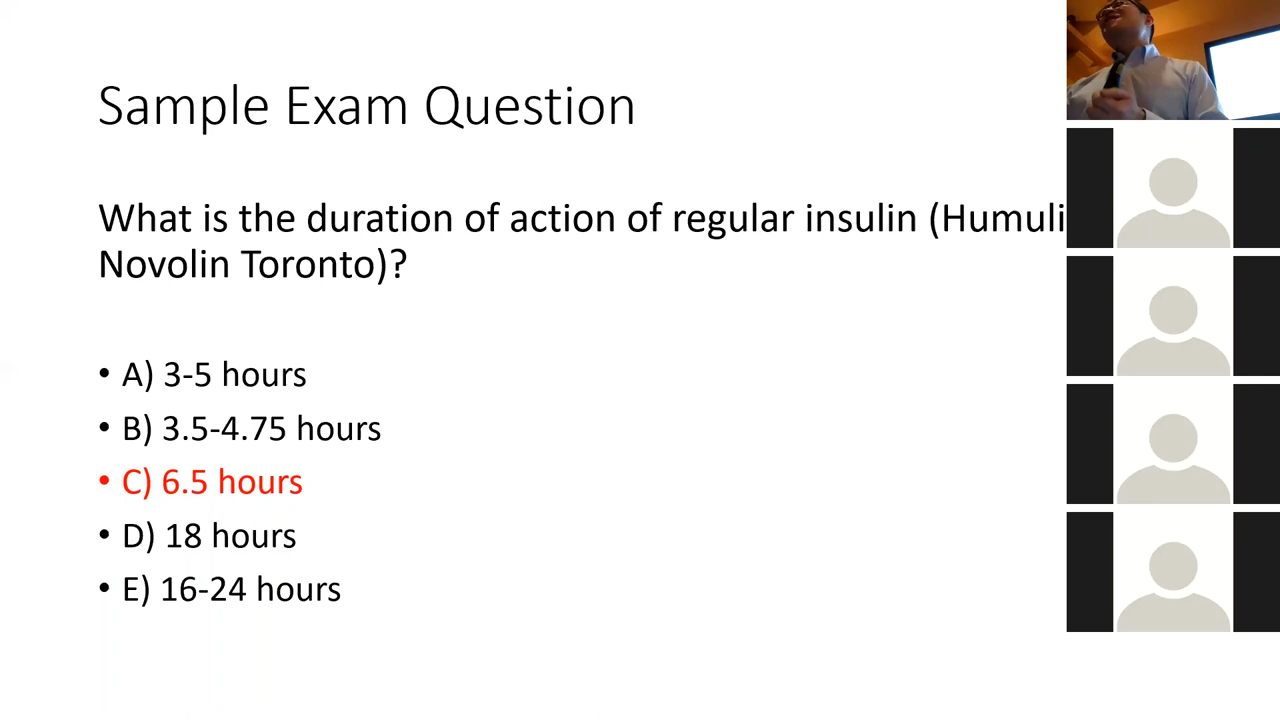 Sample Exam Question
What is the duration of action of regular insulin (Humuli
Novolin Toronto)?
• A) 3-5 hours
• B) 3.5-4.75 hours
• C) 6.5 hours
• D) 18 hours
• E) 16-24 hours